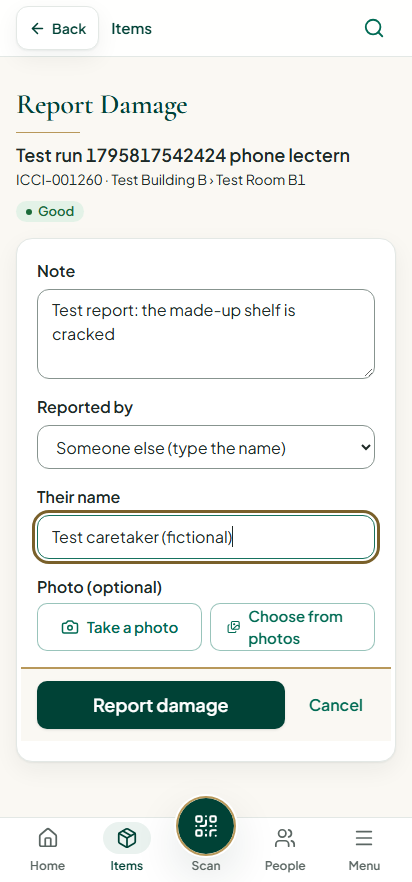 Back
Items
Report Damage
Test run 1795817542424 phone lectern
ICCI-001260 · Test Building B › Test Room B1
Good
Note
Test report: the made-up shelf is
cracked
Reported by
Someone else (type the name)
Their name
Test caretaker (fictional)
Photo (optional)
Take a photo
Choose from
photos
Report damage
Cancel
Home
Items
Scan
People
Menu